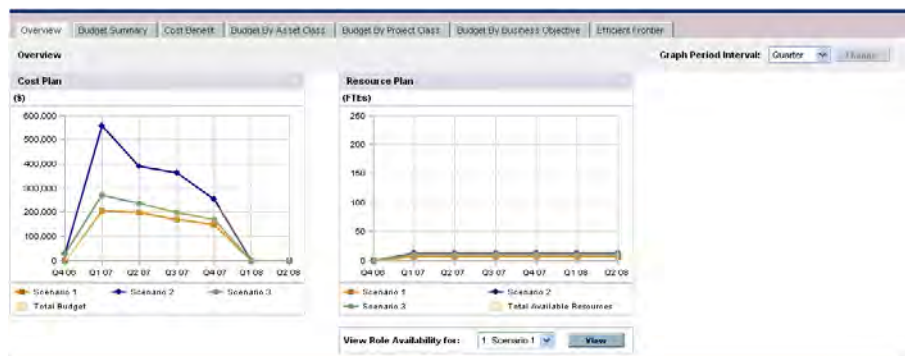 Overview Budget Summary Cost Benefit Budget By Asset Class Budget By Project Class Budget By Business Objective Efficient Frontier
Overview
Graph Period Interval: Quarter Change
Cost Plan
($)
600,000
500,000
400,000
300,000
200,000
100,000
0
Q4 06 Q1 07 Q2 07 Q3 07 Q4 07 Q1 08 Q2 08
Scenario 1 Scenario 2 Scenario 3
Total Budget
Resource Plan
(FTEs)
250
200
150
100
50
0
Q4 06 Q1 07 Q2 07 Q3 07 Q4 07 Q1 08 Q2 08
Scenario 1 Scenario 2
Scenario 3 Total Available Resources
View Role Availability for: 1. Scenario 1 View